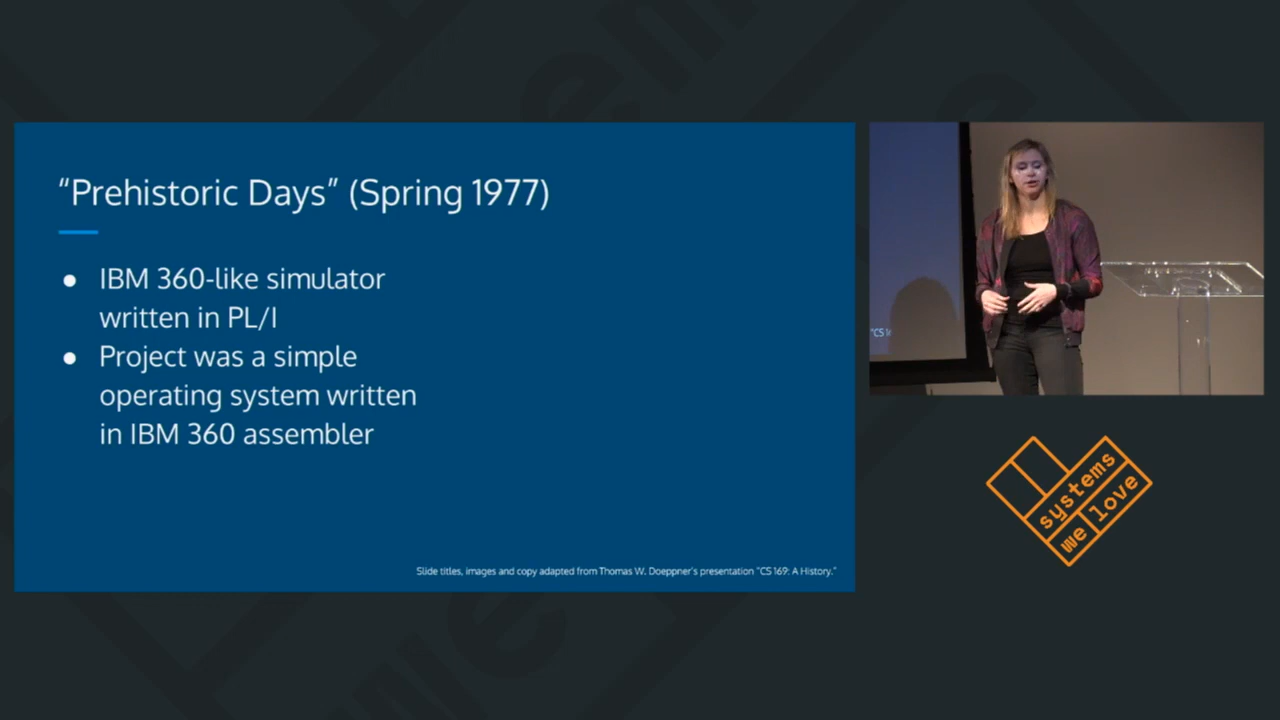 “Prehistoric Days” (Spring 1977)
● IBM 360-like simulator
written in PL/I
● Project was a simple
operating system written
in IBM 360 assembler
Slide titles, images and copy adapted from Thomas W. Doeppner's presentation “CS 169: A History.”
“CS
systems
we love